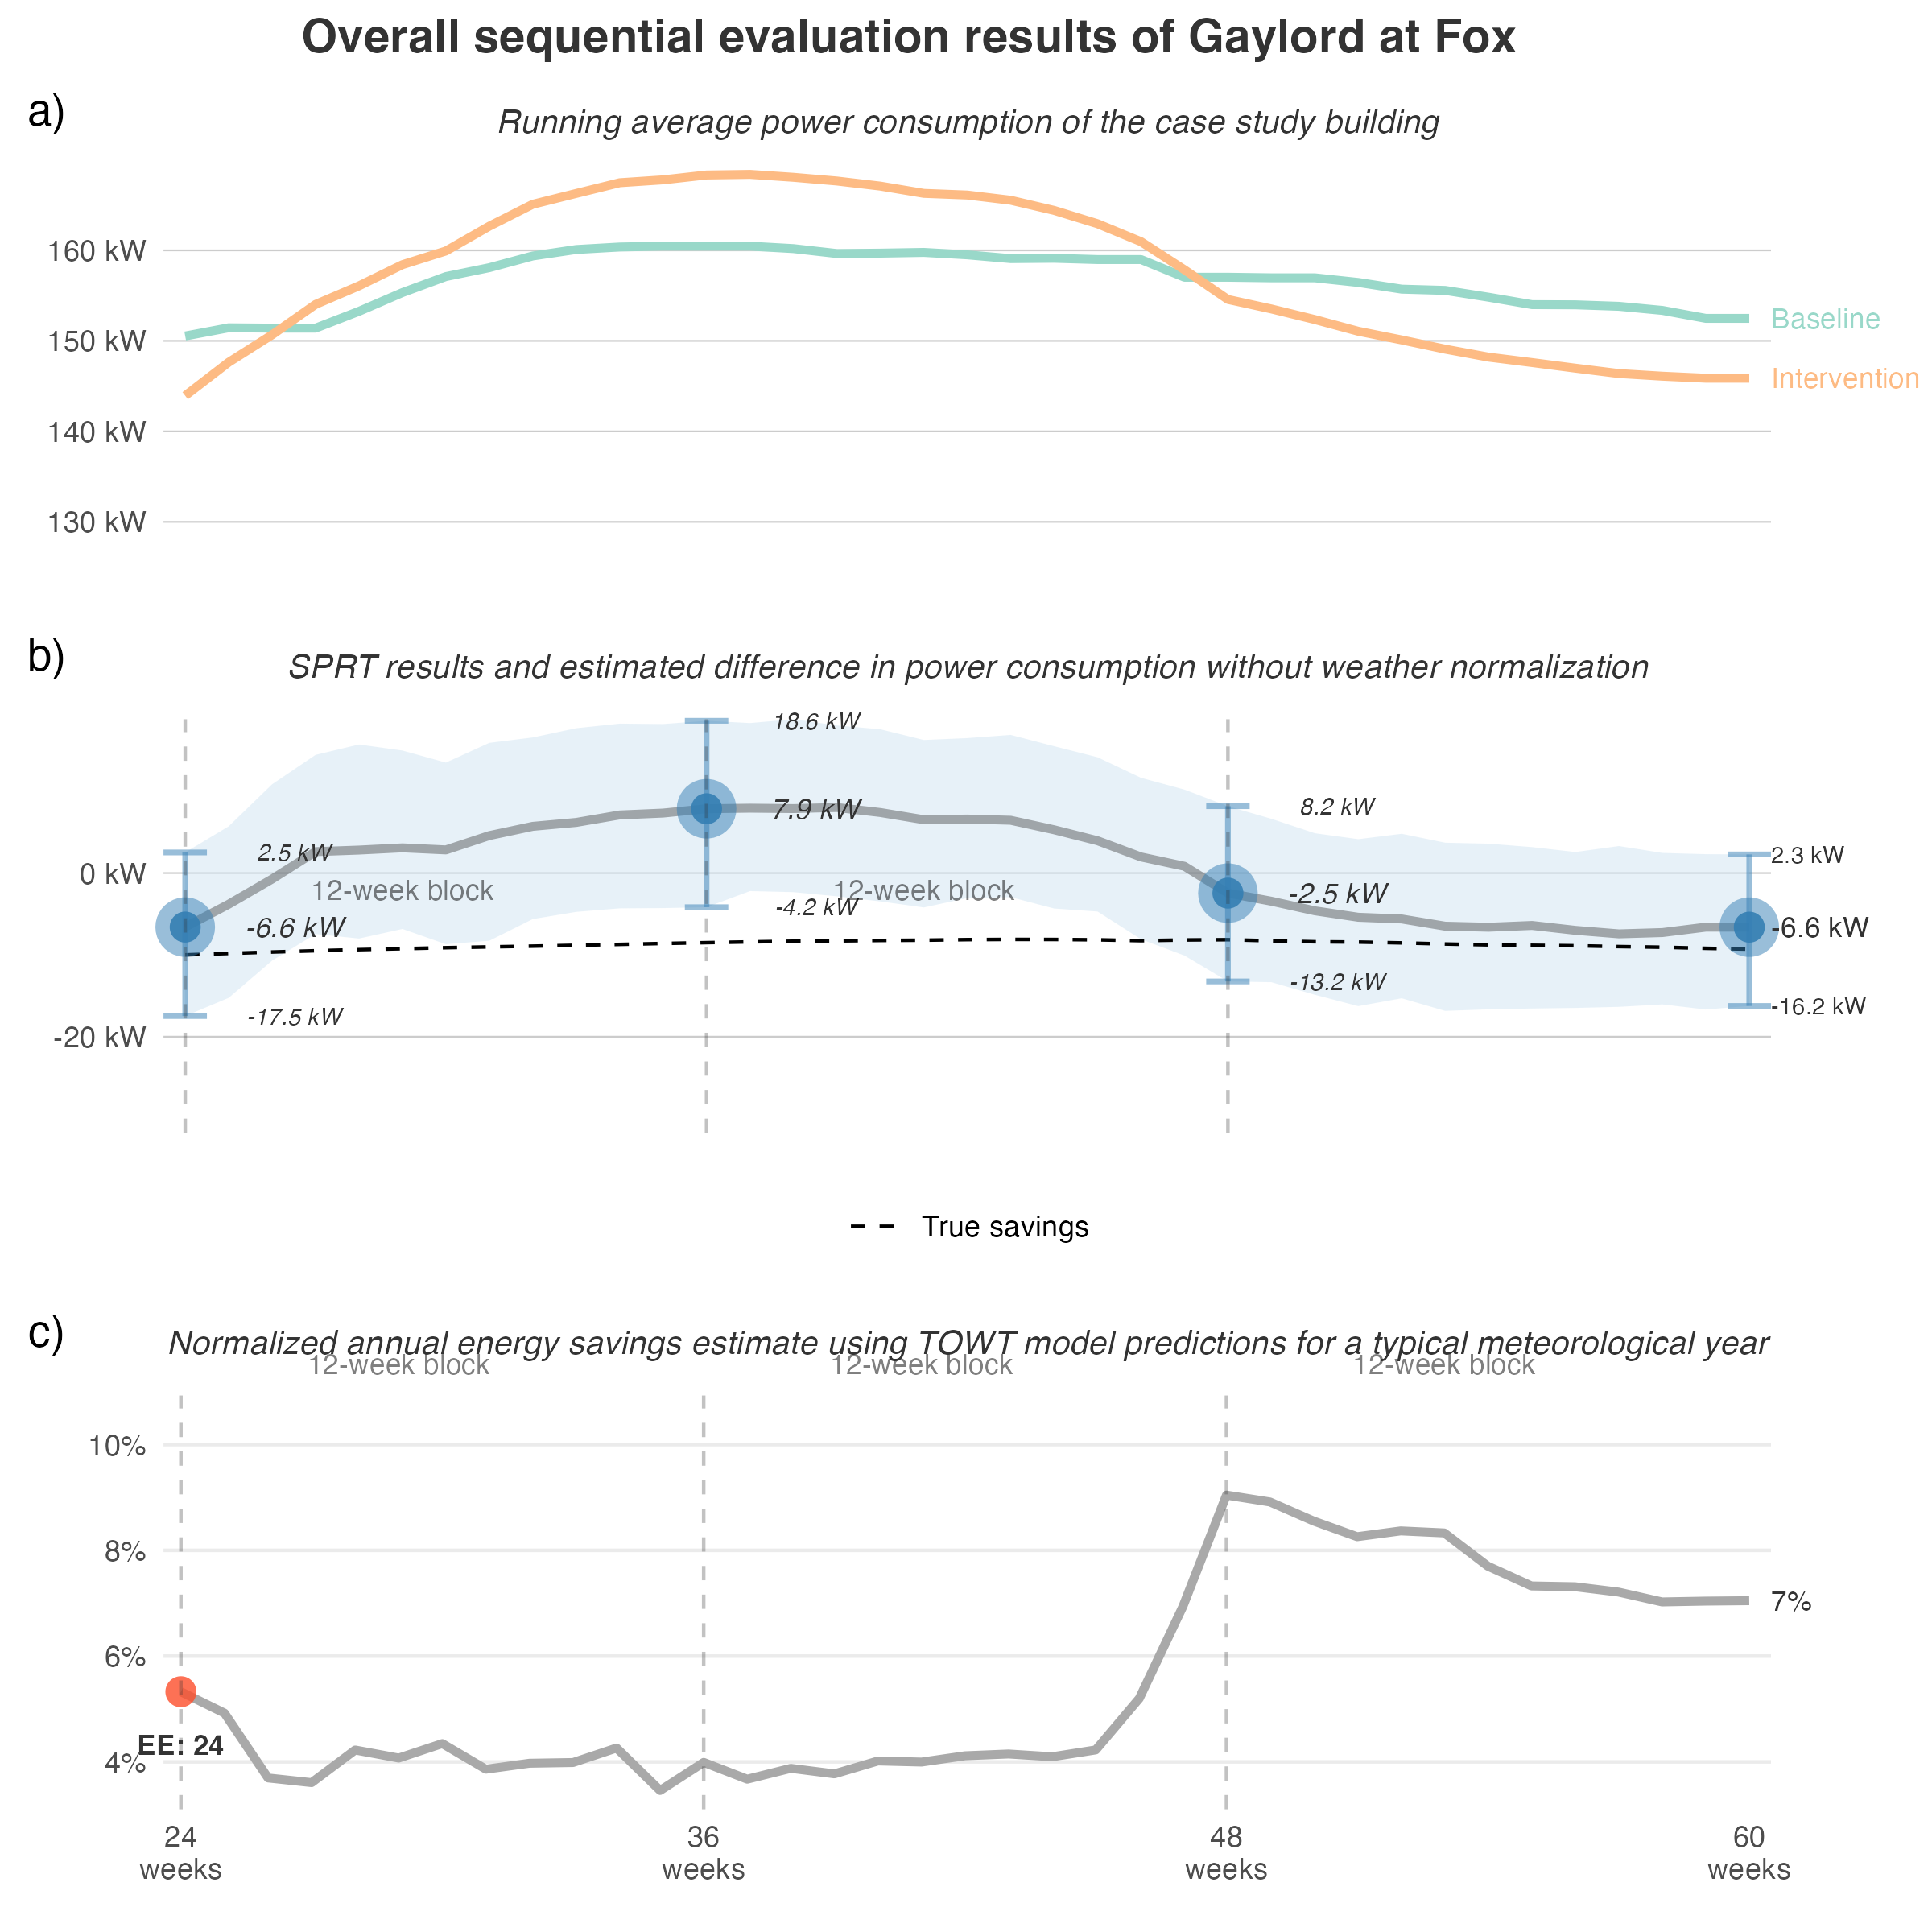 Overall sequential evaluation results of Gaylord at Fox
a)
Running average power consumption of the case study building
160 kW
150 kW
140 kW
130 kW
Baseline
Intervention
b)
SPRT results and estimated difference in power consumption without weather normalization
18.6 kW
7.9 kW
8.2 kW
2.5 kW
2.3 kW
0 kW
12-week block
12-week block
-4.2 kW
-2.5 kW
-6.6 kW
-6.6 kW
-13.2 kW
-17.5 kW
-16.2 kW
-20 kW
True savings
c)
Normalized annual energy savings estimate using TOWT model predictions for a typical meteorological year
12-week block
12-week block
12-week block
10%
8%
7%
6%
EE: 24
4%
24
weeks
36
weeks
48
weeks
60
weeks